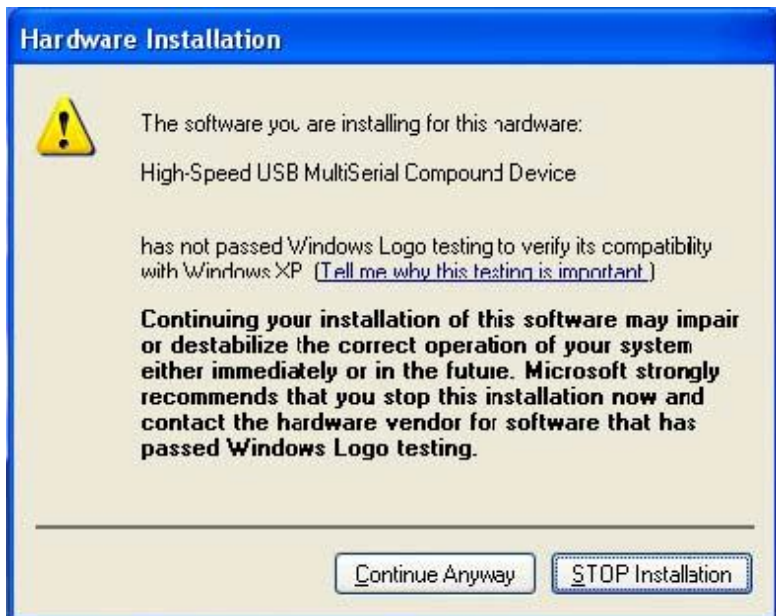 Hardware Installation
The software you are installing for this hardware:
High-Speed USB MultiSerial Compound Device
has not passed Windows Logo testing to verify its compatibility
with Windows XP. (Tell me why this testing is important.)
Continuing your installation of this software may impair
or destabilize the correct operation of your system
either immediately or in the future. Microsoft strongly
recommends that you stop this installation now and
contact the hardware vendor for software that has
passed Windows Logo testing.
Continue Anyway
STOP Installation